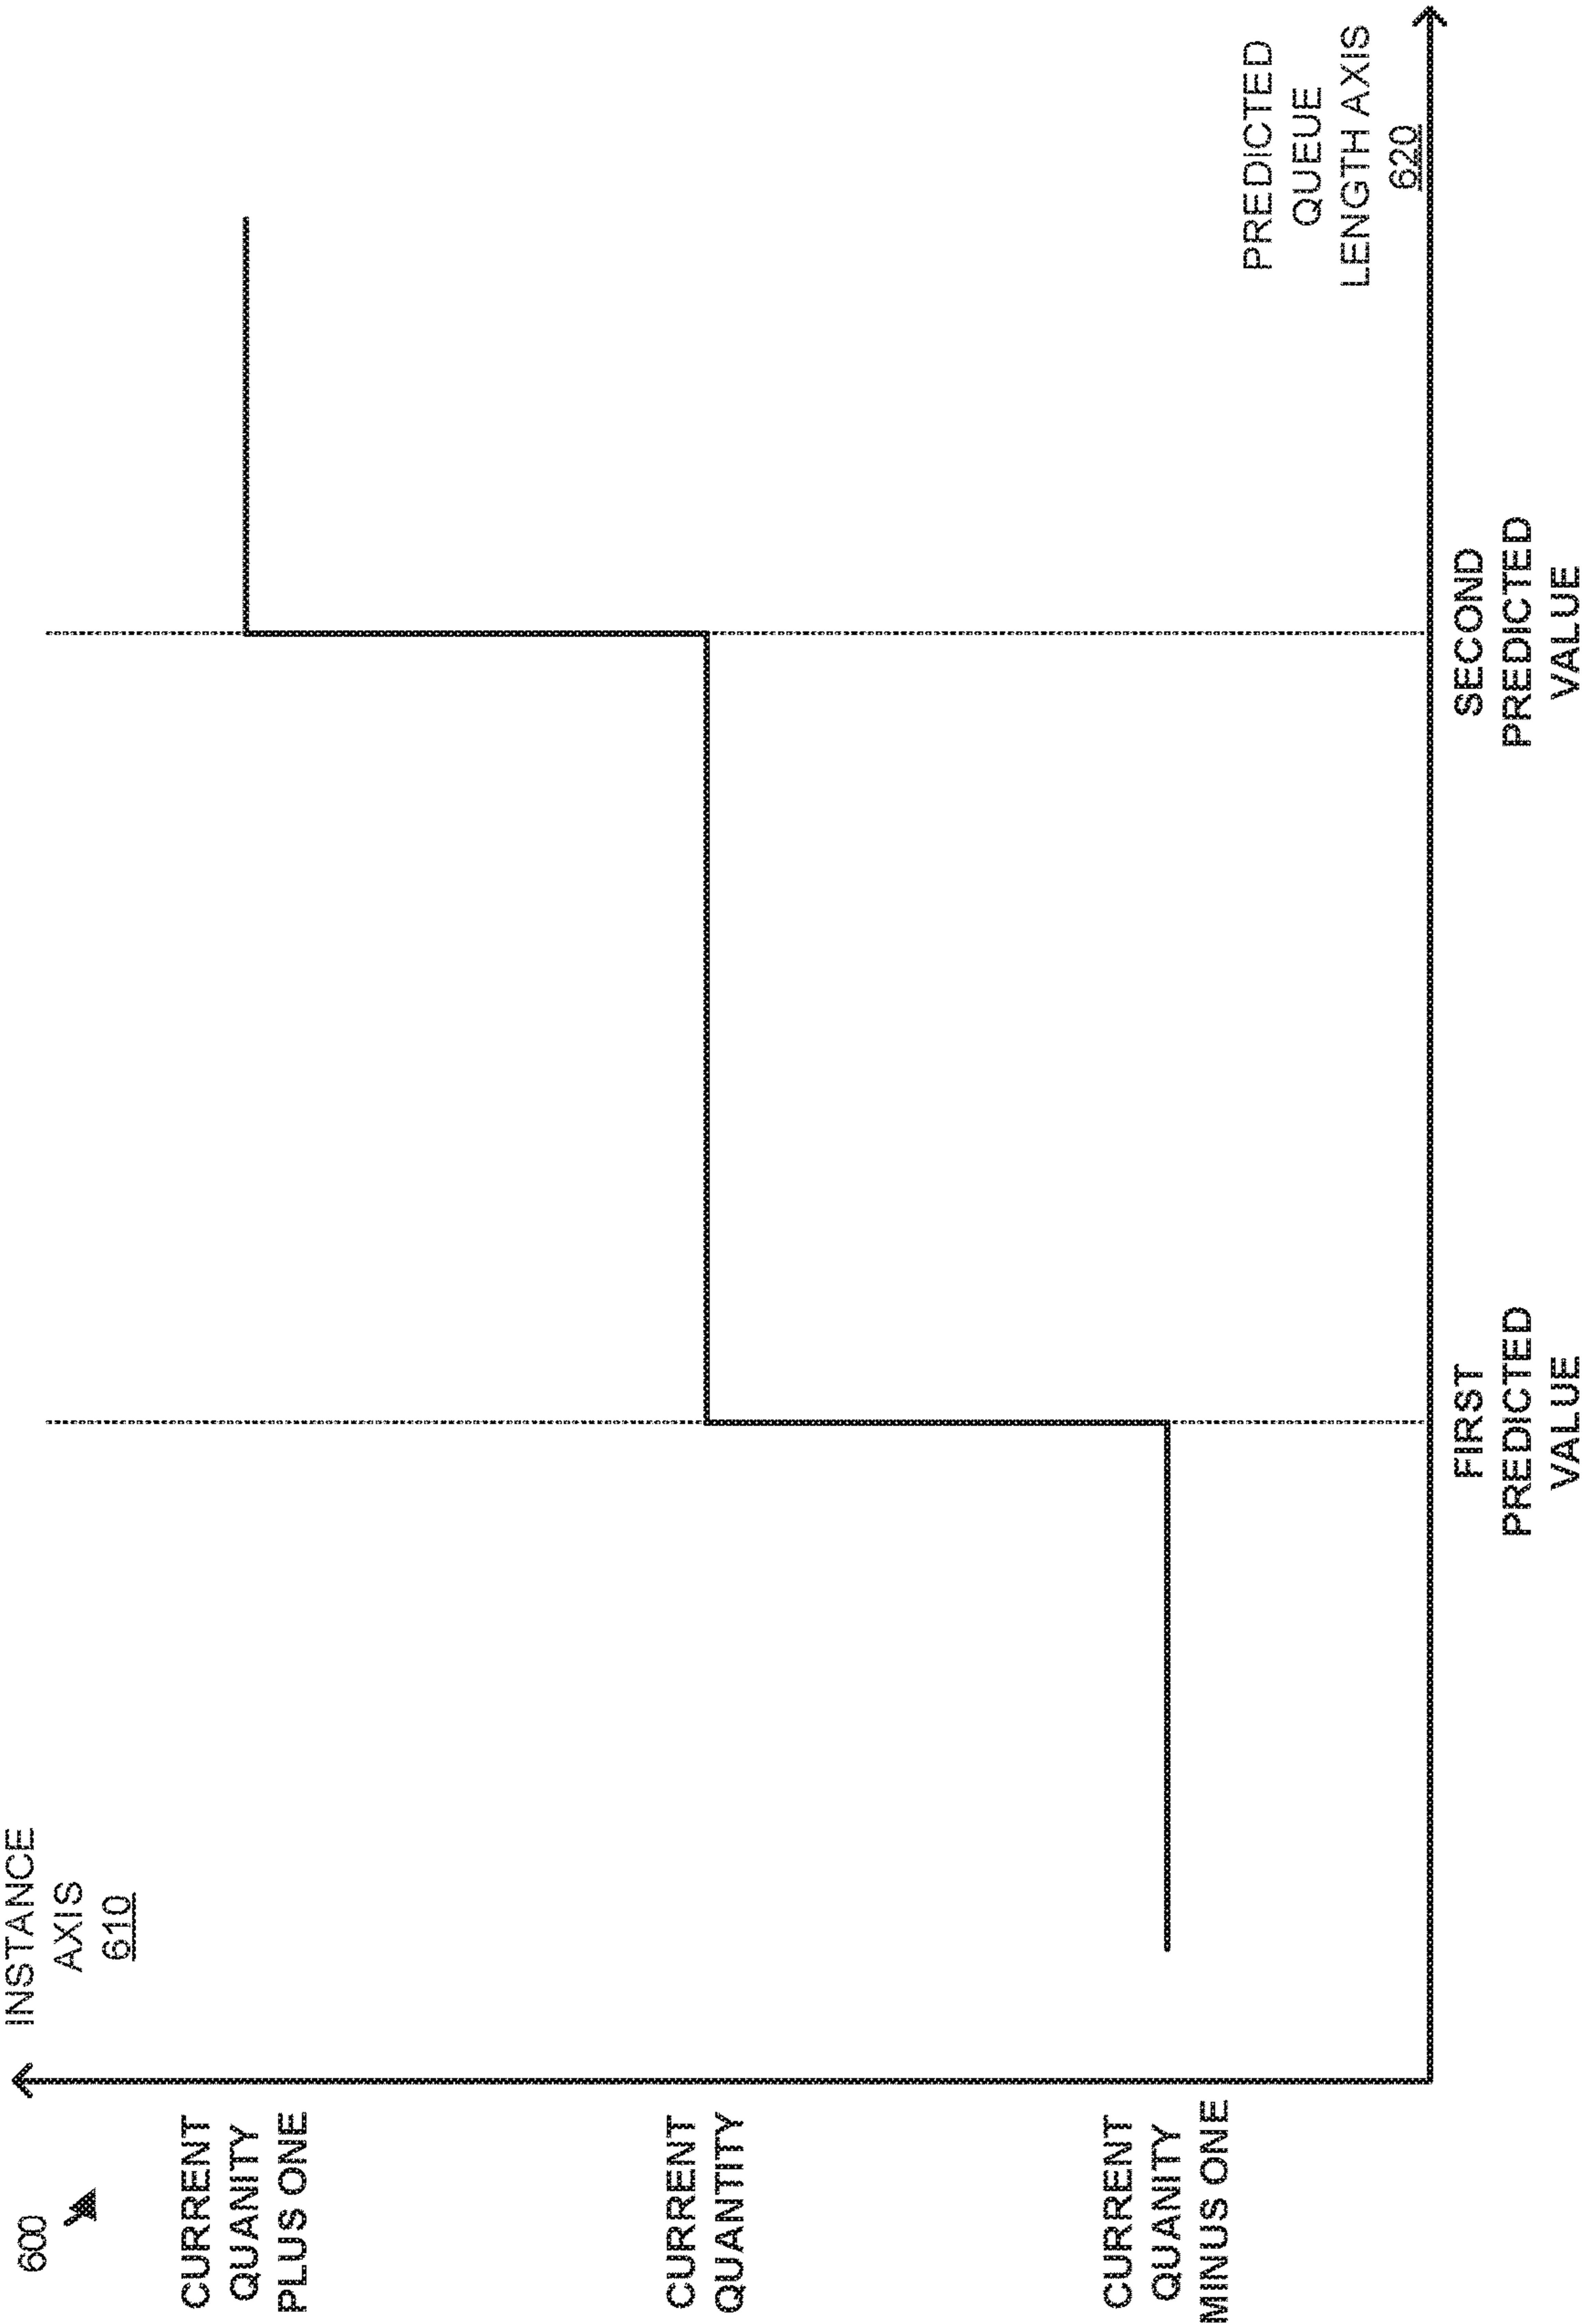 600
INSTANCE
AXIS
610
CURRENT
QUANITY
PLUS ONE
CURRENT
QUANTITY
CURRENT
QUANITY
MINUS ONE
PREDICTED
QUEUE
LENGTH AXIS
620
FIRST
PREDICTED
VALUE
SECOND
PREDICTED
VALUE